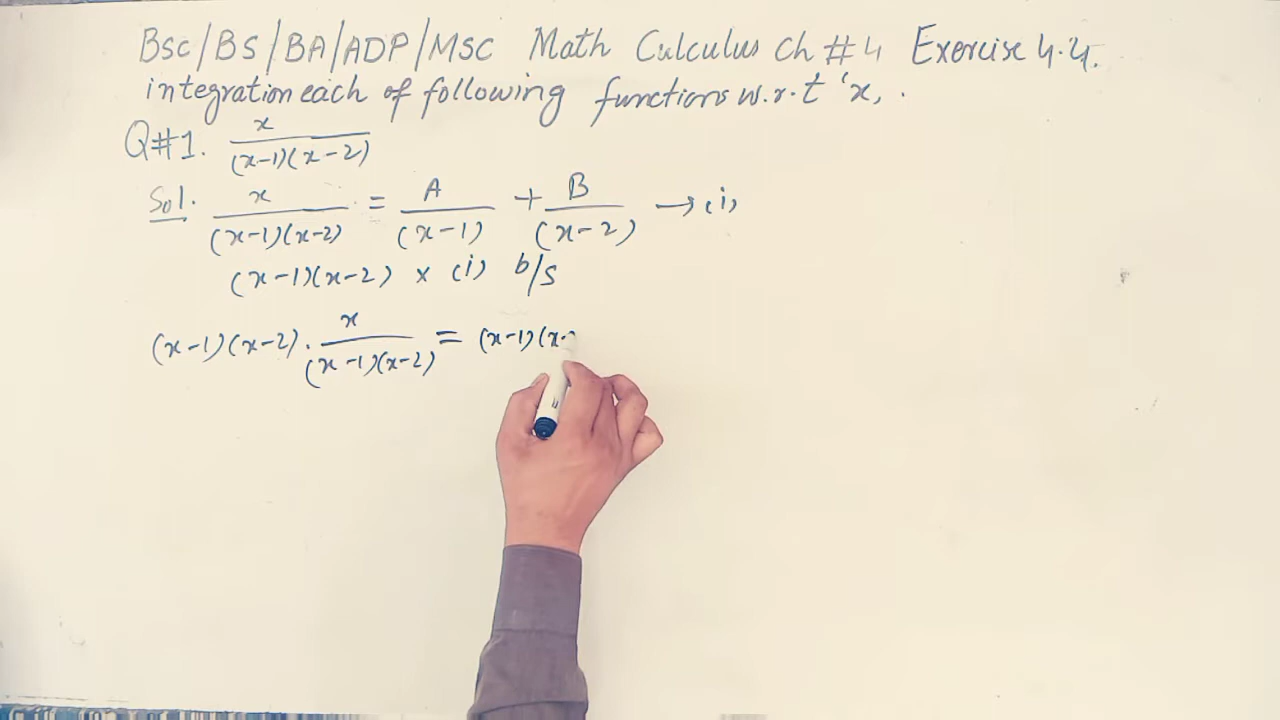 Bsc/BS/BA/ADP/MSC Math Calculus Ch #4 Exercise 4.4.
integration each of following functions w.r.t 'x, .
Q#1. x/((x-1)(x-2))
Sol. x/((x-1)(x-2)) = A/(x-1) + B/(x-2) → (i)
(x-1)(x-2) × (i) b/s
(x-1)(x-2) . x/((x-1)(x-2)) = (x-1)(x-